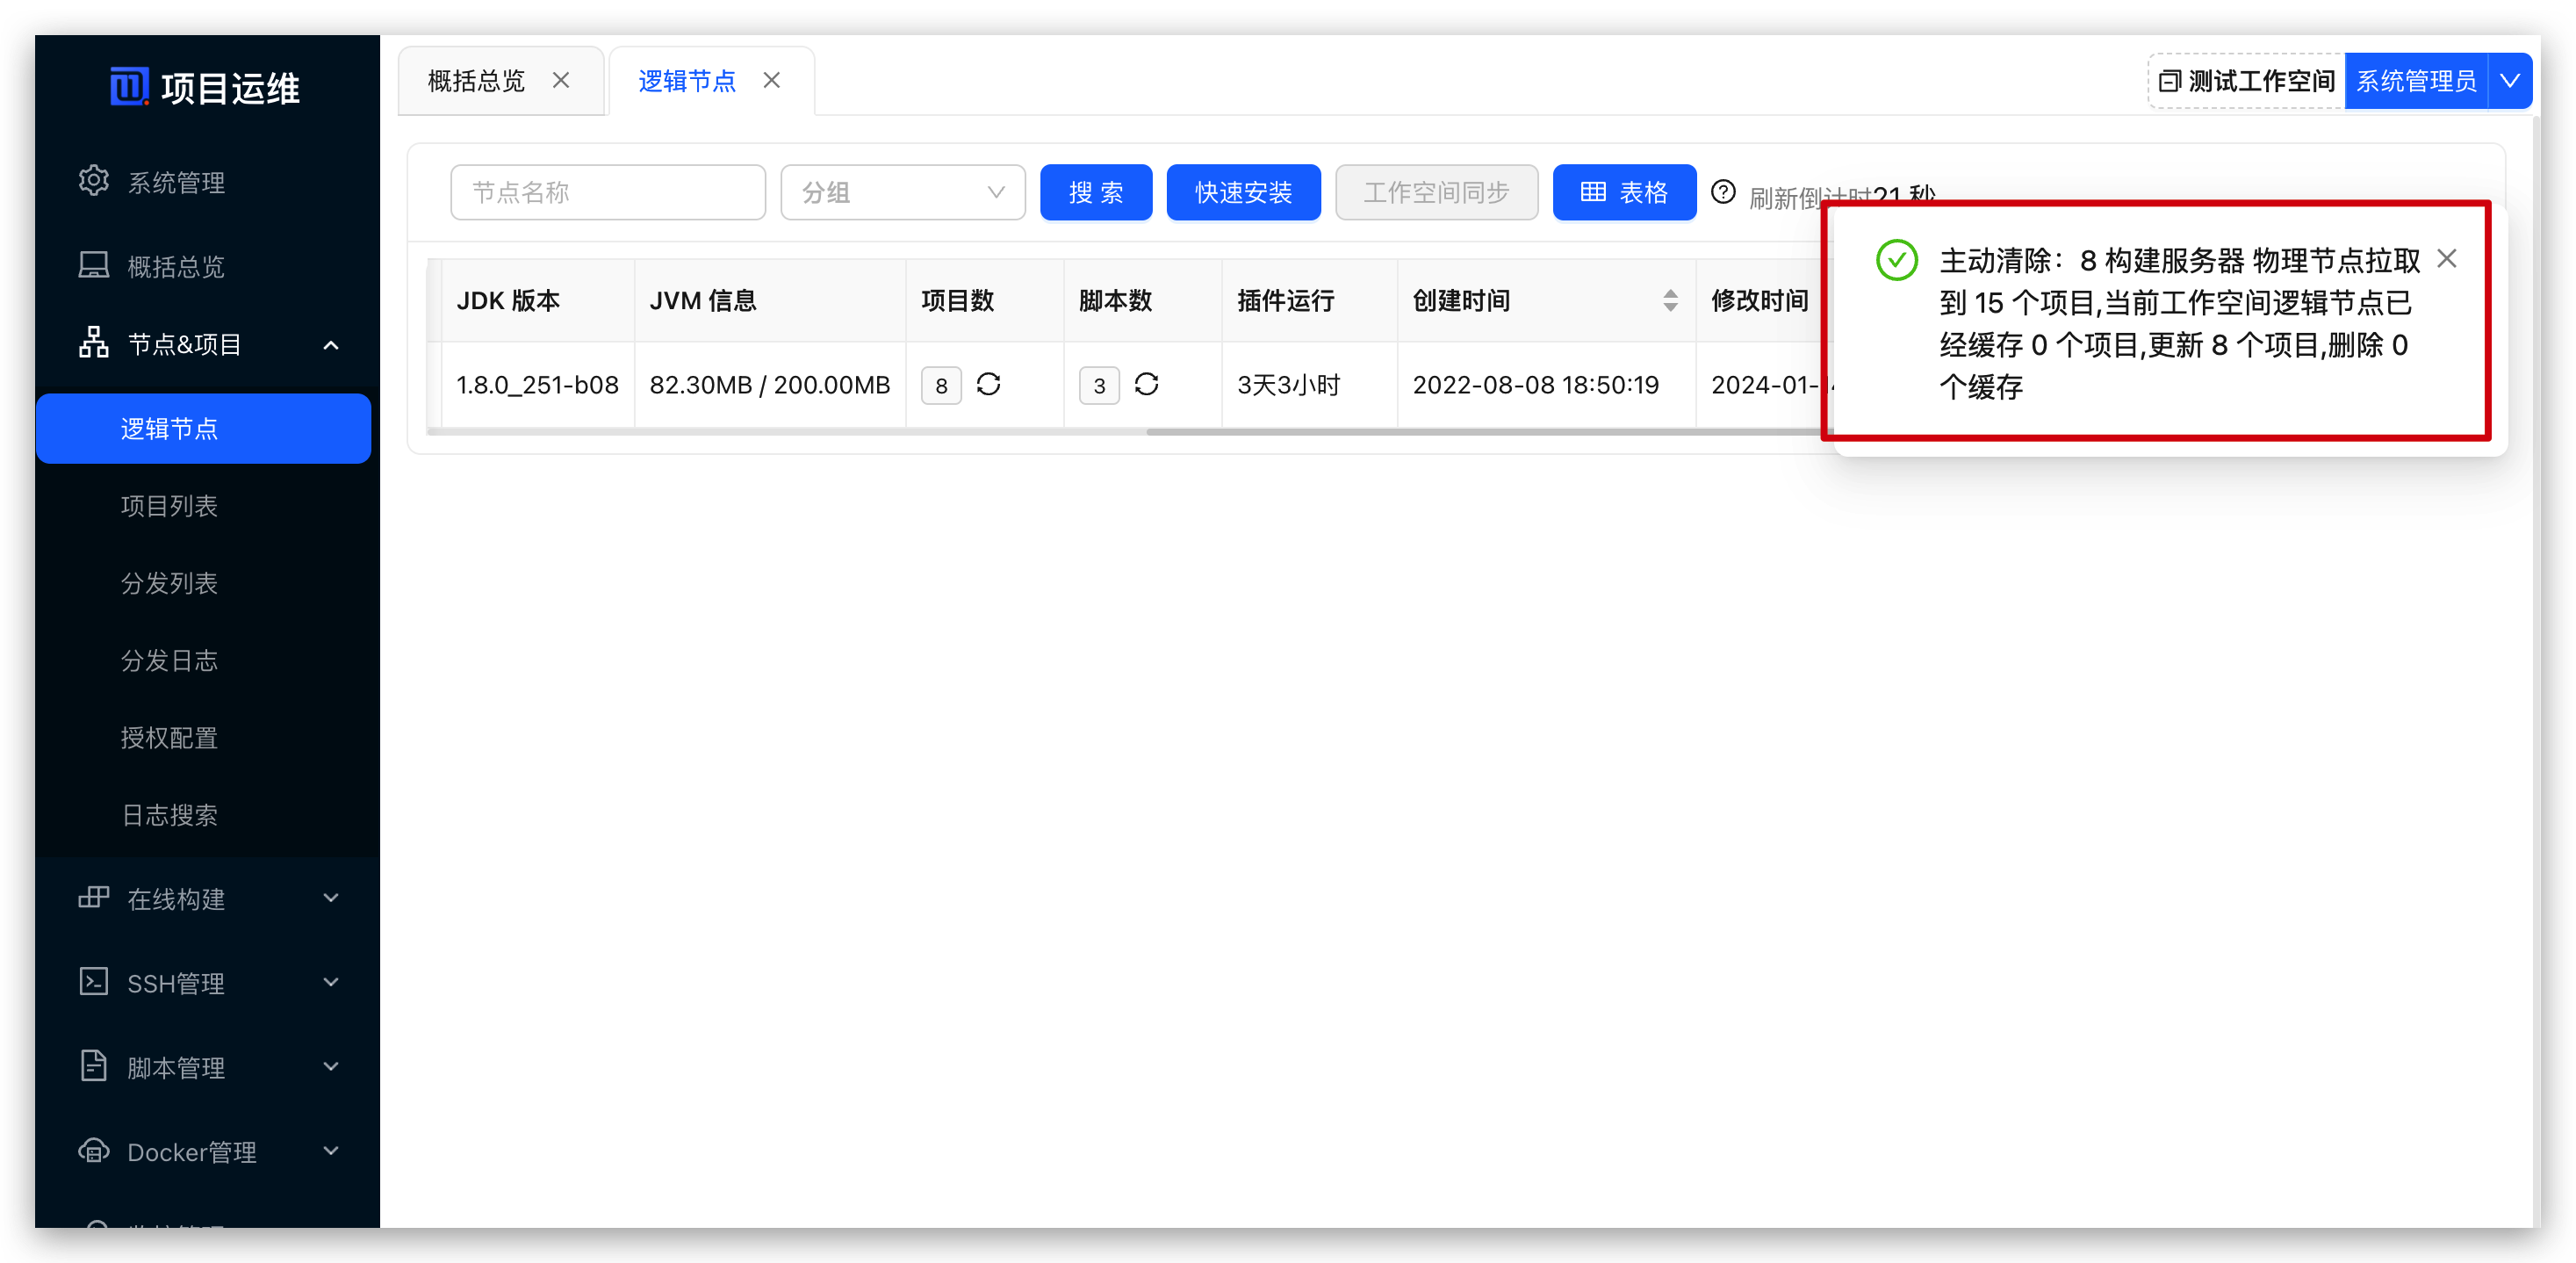 项目运维
系统管理
概括总览
节点&项目
逻辑节点
项目列表
分发列表
分发日志
授权配置
日志搜索
在线构建
SSH管理
脚本管理
Docker管理
概括总览
逻辑节点
测试工作空间 系统管理员
节点名称 分组 搜 索 快速安装 工作空间同步 表格 刷新倒计时21 秒
JDK 版本 JVM 信息 项目数 脚本数 插件运行 创建时间 修改时间
1.8.0_251-b08 82.30MB / 200.00MB 8 3 3天3小时 2022-08-08 18:50:19 2024-01-
主动清除：8 构建服务器 物理节点拉取
到 15 个项目,当前工作空间逻辑节点已
经缓存 0 个项目,更新 8 个项目,删除 0
个缓存